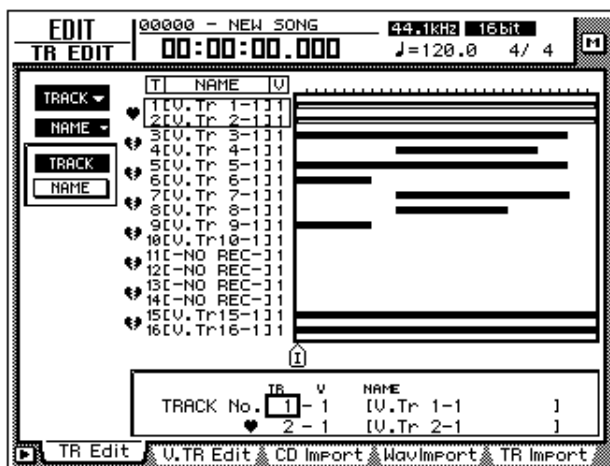 EDIT
TR EDIT
00000 - NEW SONG
00:00:00.000
44.1kHz 16bit
♩=120.0 4/ 4
M
TRACK
NAME
TRACK
NAME
T NAME V
1[V.Tr 1-1]1
2[V.Tr 2-1]1
3[V.Tr 3-1]1
4[V.Tr 4-1]1
5[V.Tr 5-1]1
6[V.Tr 6-1]1
7[V.Tr 7-1]1
8[V.Tr 8-1]1
9[V.Tr 9-1]1
10[V.Tr10-1]1
11[-NO REC-]1
12[-NO REC-]1
13[-NO REC-]1
14[-NO REC-]1
15[V.Tr15-1]1
16[V.Tr16-1]1
I
TR V NAME
TRACK No. 1 - 1 [V.Tr 1-1 ]
♥ 2 - 1 [V.Tr 2-1 ]
TR Edit V.TR Edit CD Import WavImport TR Import